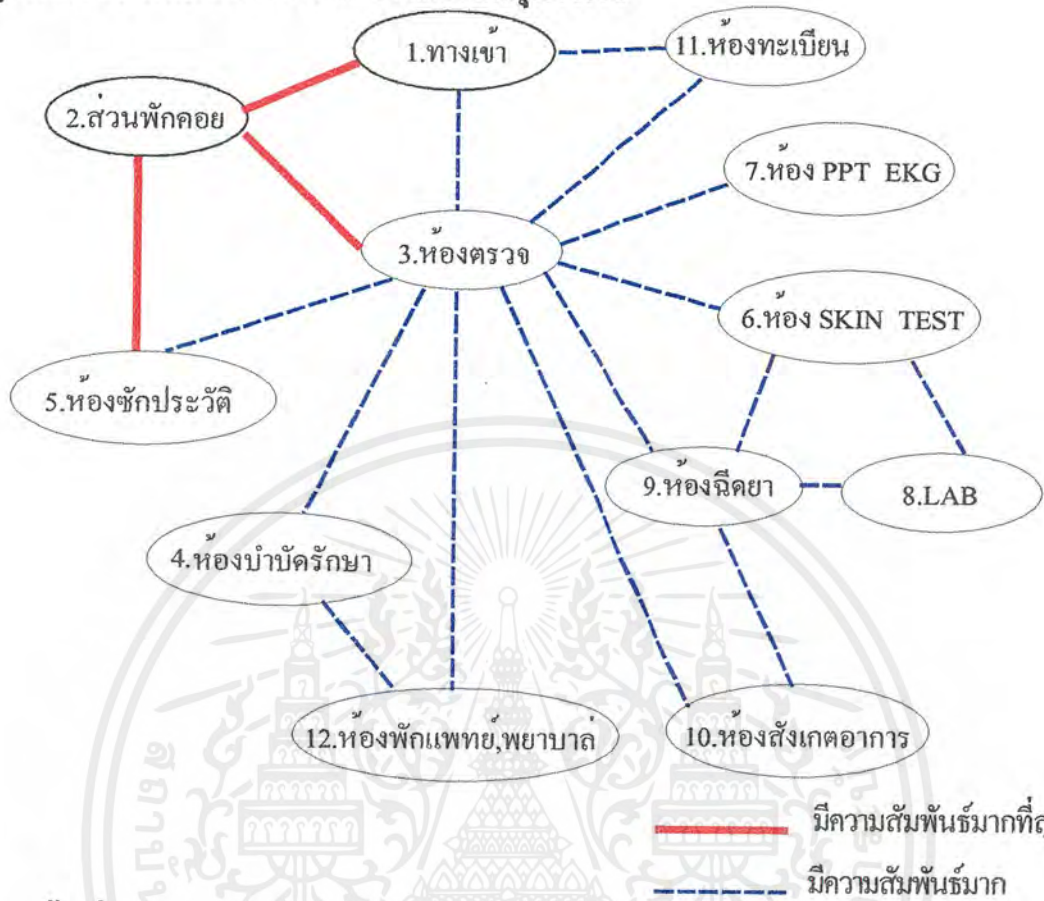 1.ทางเข้า
11.ห้องทะเบียน
2.ส่วนพักคอย
7.ห้อง PPT EKG
3.ห้องตรวจ
6.ห้อง SKIN TEST
5.ห้องซักประวัติ
9.ห้องฉีดยา
8.LAB
4.ห้องบำบัดรักษา
12.ห้องพักแพทย์,พยาบาล
10.ห้องสังเกตอาการ
มีความสัมพันธ์มากที่สุ
มีความสัมพันธ์มาก